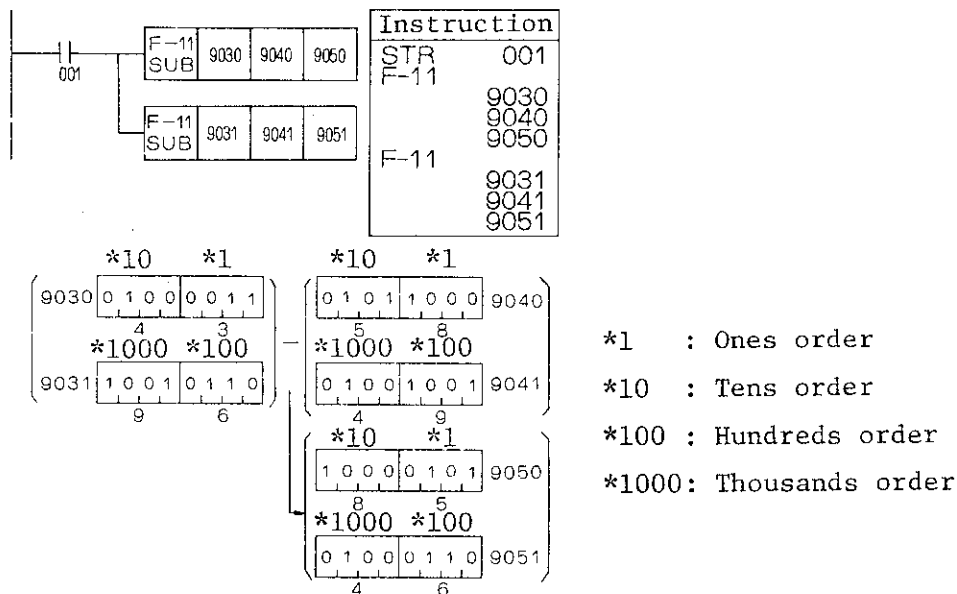 F-11 SUB 9030 9040 9050
001
F-11 SUB 9031 9041 9051
Instruction
STR 001
F-11
9030
9040
9050
F-11
9031
9041
9051
*10 *1 *10 *1
9030 0 1 0 0 0 0 1 1 0 1 0 1 1 0 0 0 9040
4 3 5 8
*1000 *100 — *1000 *100
9031 1 0 0 1 0 1 1 0 0 1 0 0 1 0 0 1 9041
9 6 4 9
*10 *1
1 0 0 0 0 1 0 1 9050
8 5
*1000 *100
0 1 0 0 0 1 1 0 9051
4 6
*1 : Ones order
*10 : Tens order
*100 : Hundreds order
*1000: Thousands order